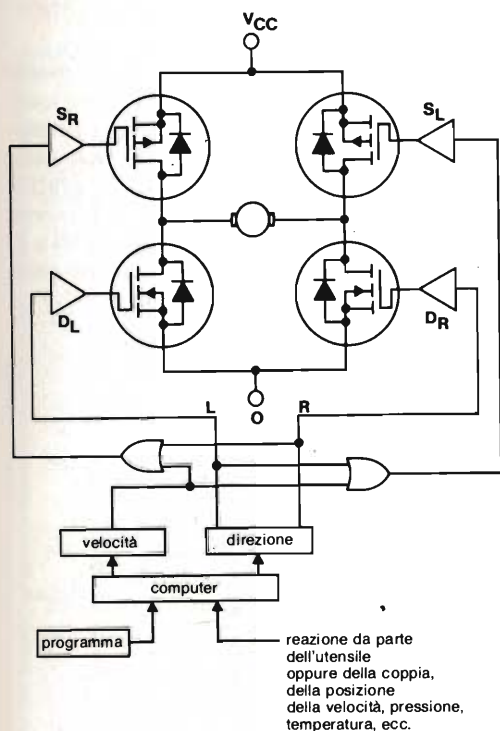 VCC
SR
SL
DL
DR
L
R
O
velocità
direzione
computer
programma
reazione da parte
dell'utensile
oppure della coppia,
della posizione
della velocità, pressione,
temperatura, ecc.